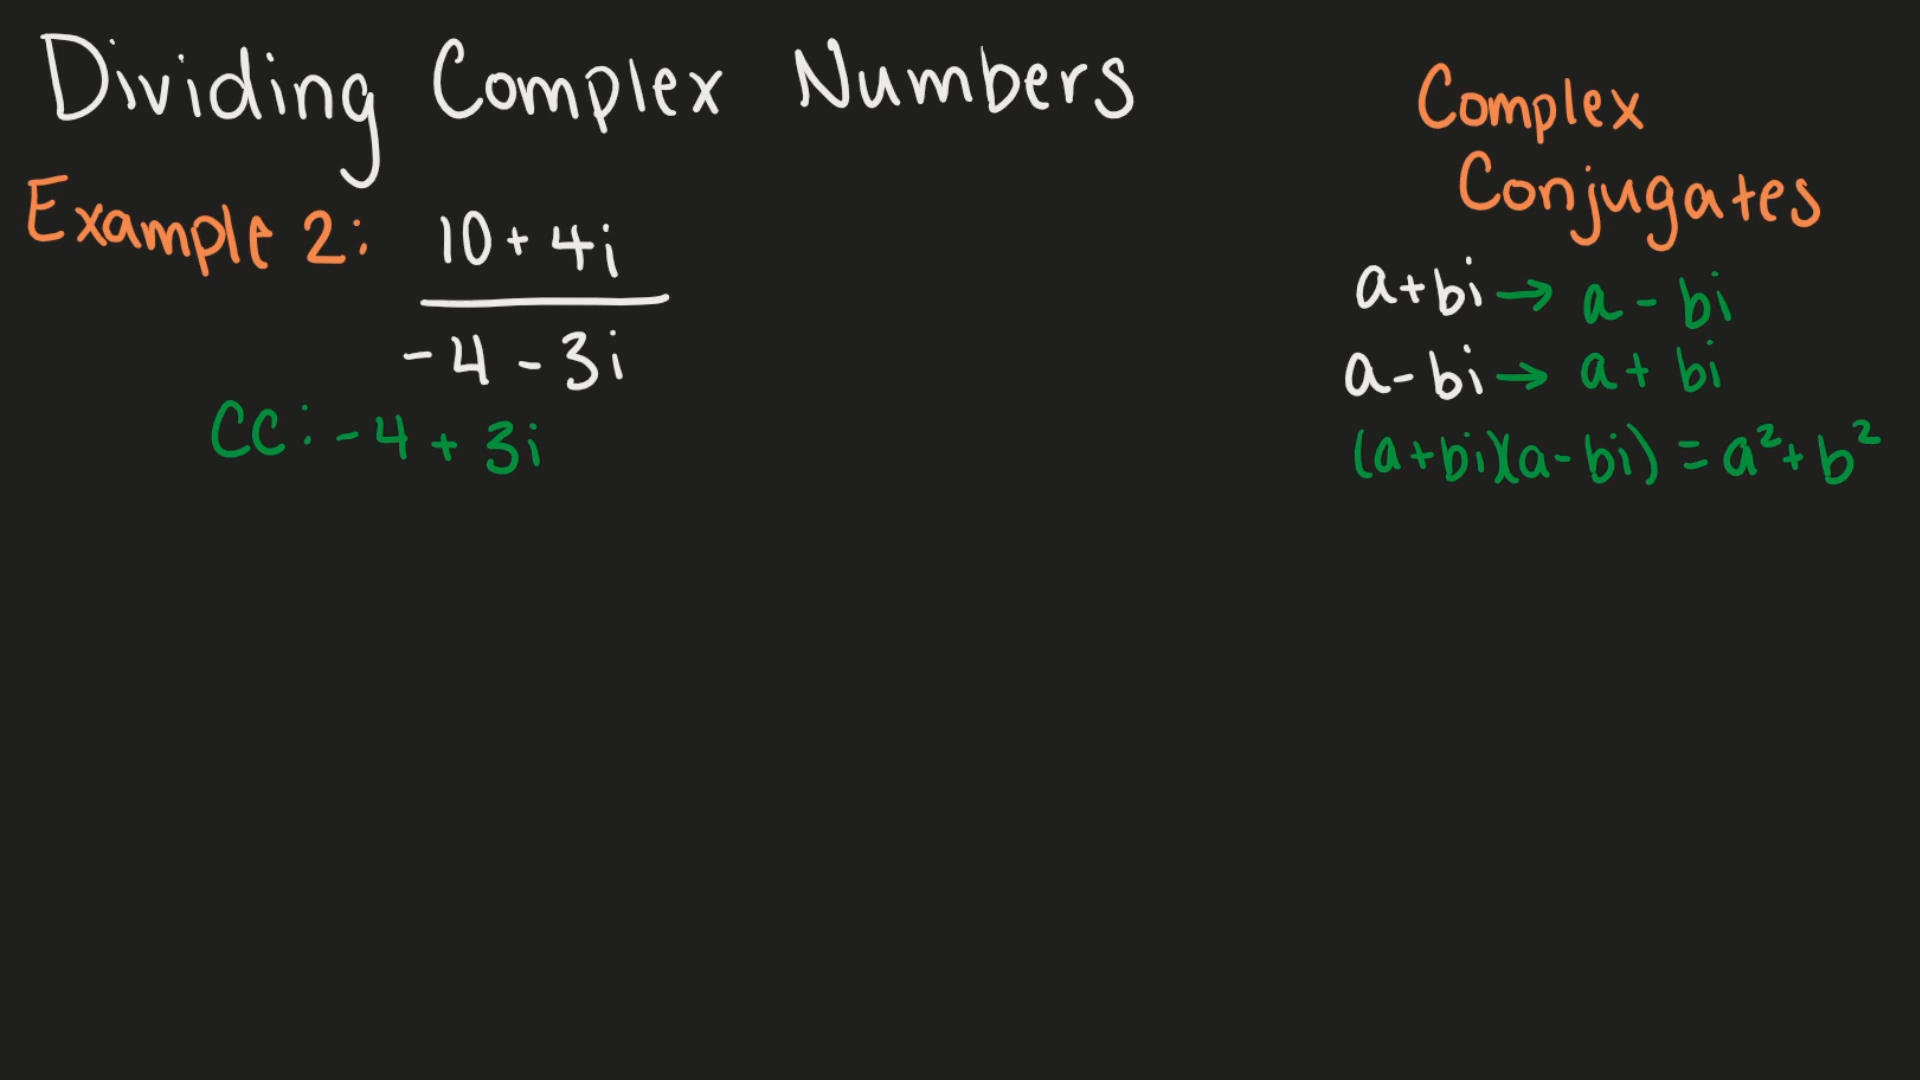 Dividing Complex Numbers
Example 2: 10 + 4i
-4 - 3i
CC: -4 + 3i
Complex
Conjugates
a+bi → a - bi
a-bi → a + bi
(a+bi)(a-bi) = a²+b²